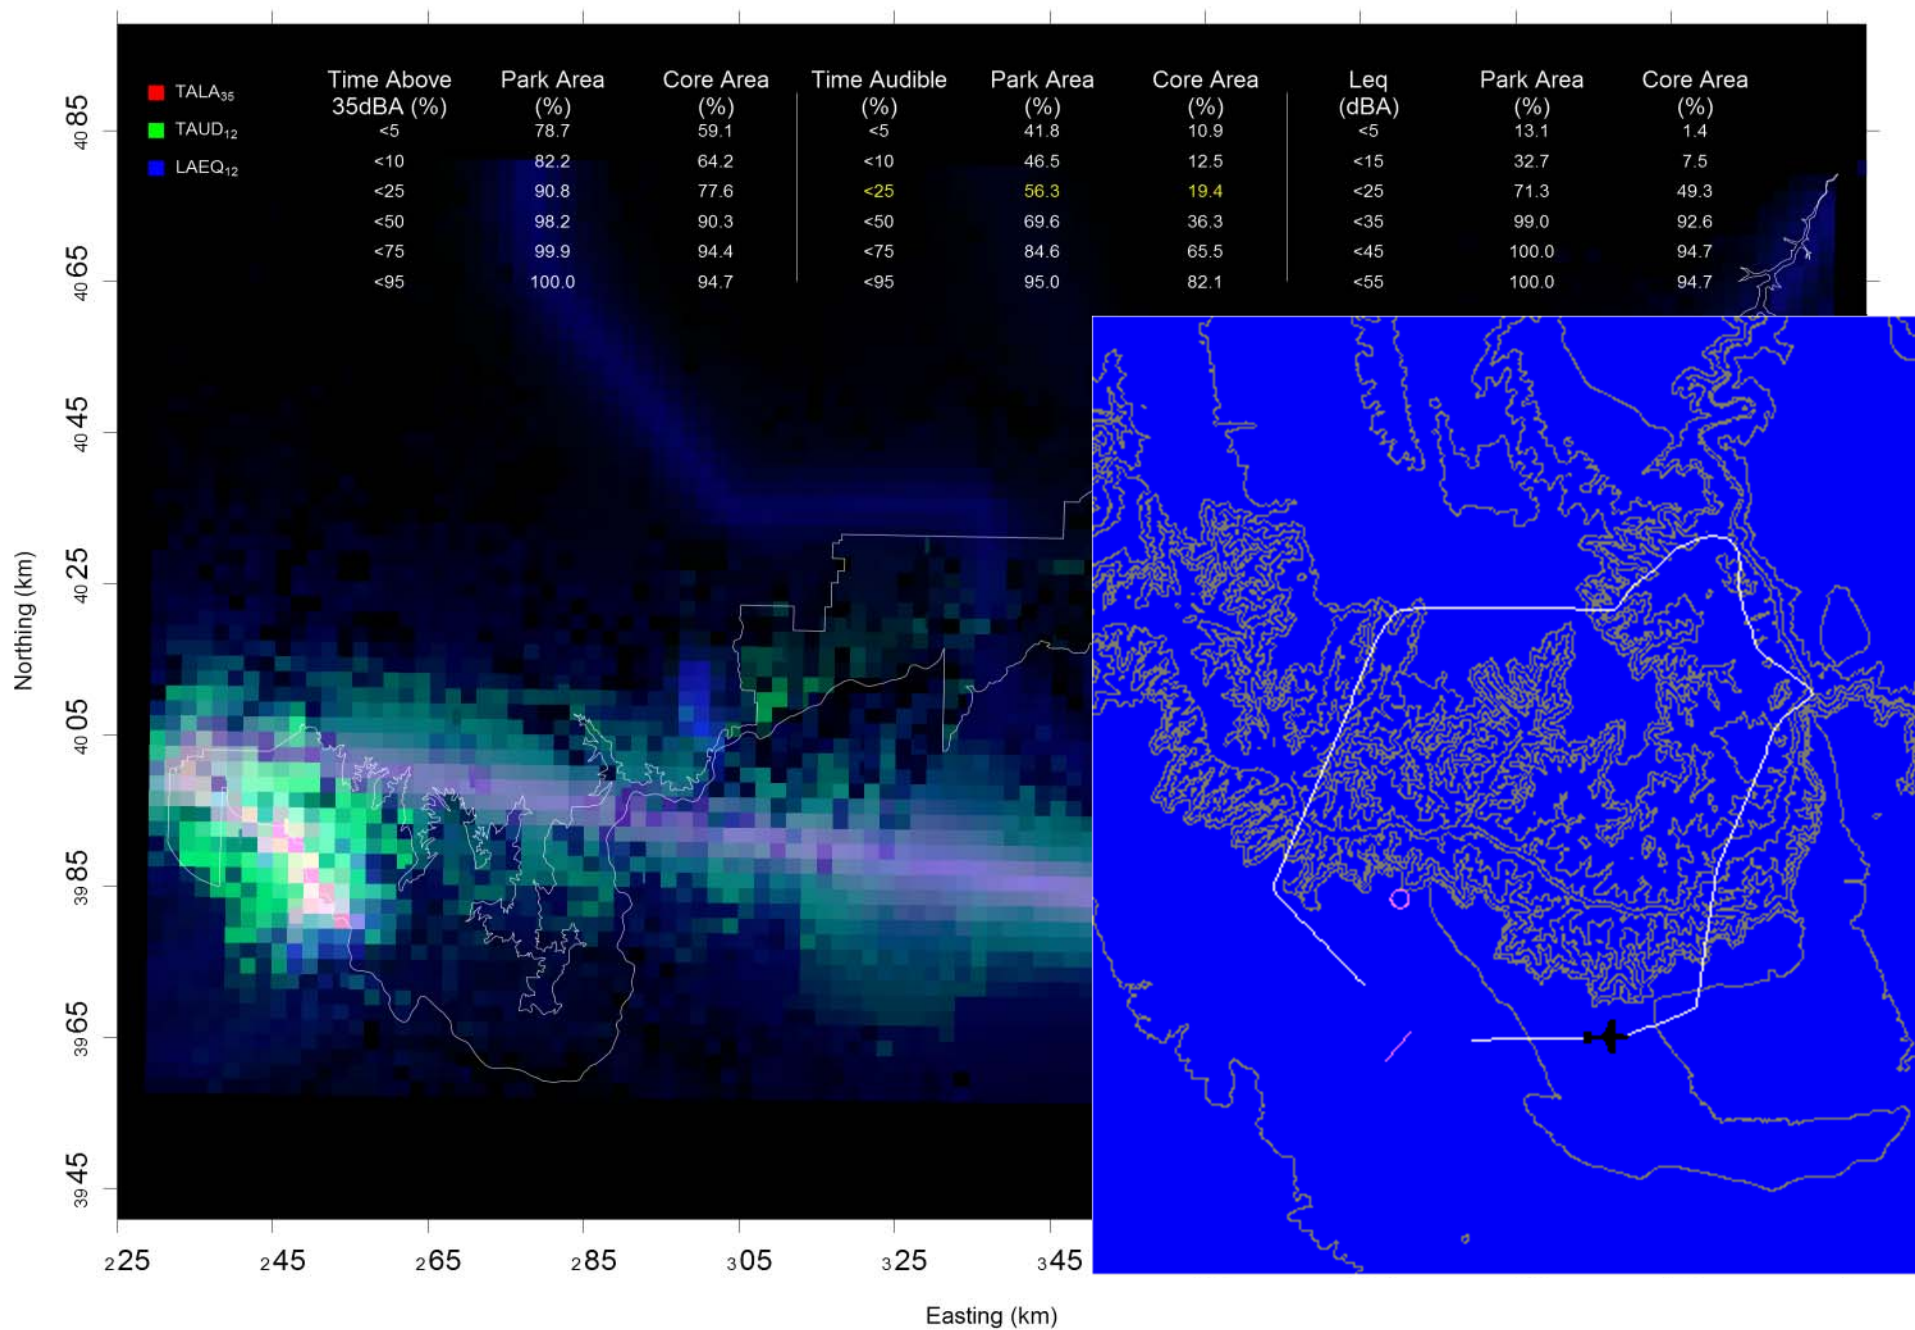 Time Above Park Area Core Area Time Audible Park Area Core Area Leq Park Area Core Area
35dBA (%) (%) (%) (%) (%) (%) (dBA) (%) (%)
TALA35
TAUD12
LAEQ12
<5 78.7 59.1 <5 41.8 10.9 <5 13.1 1.4
<10 82.2 64.2 <10 46.5 12.5 <15 32.7 7.5
<25 90.8 77.6 <25 56.3 19.4 <25 71.3 49.3
<50 98.2 90.3 <50 69.6 36.3 <35 99.0 92.6
<75 99.9 94.4 <75 84.6 65.5 <45 100.0 94.7
<95 100.0 94.7 <95 95.0 82.1 <55 100.0 94.7
Northing (km)
4085
4065
4045
4025
4005
3985
3965
3945
225 245 265 285 305 325 345
Easting (km)